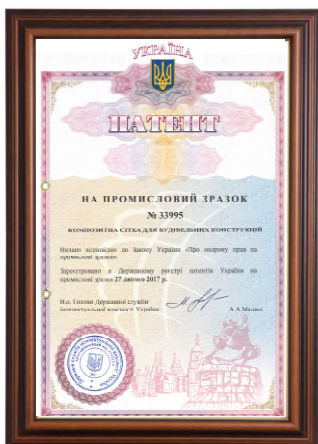 УКРАЇНА
ПАТЕНТ
НА ПРОМИСЛОВИЙ ЗРАЗОК
№ 33995
КОМПОЗИТНА СІТКА ДЛЯ БУДІВЕЛЬНИХ КОНСТРУКЦІЙ
Видано відповідно до Закону України «Про охорону прав на
промислові зразки».
Зареєстровано в Державному реєстрі патентів України на
промислові зразки 27 лютого 2017 р.
В.о. Голови Державної служби
інтелектуальної власності України